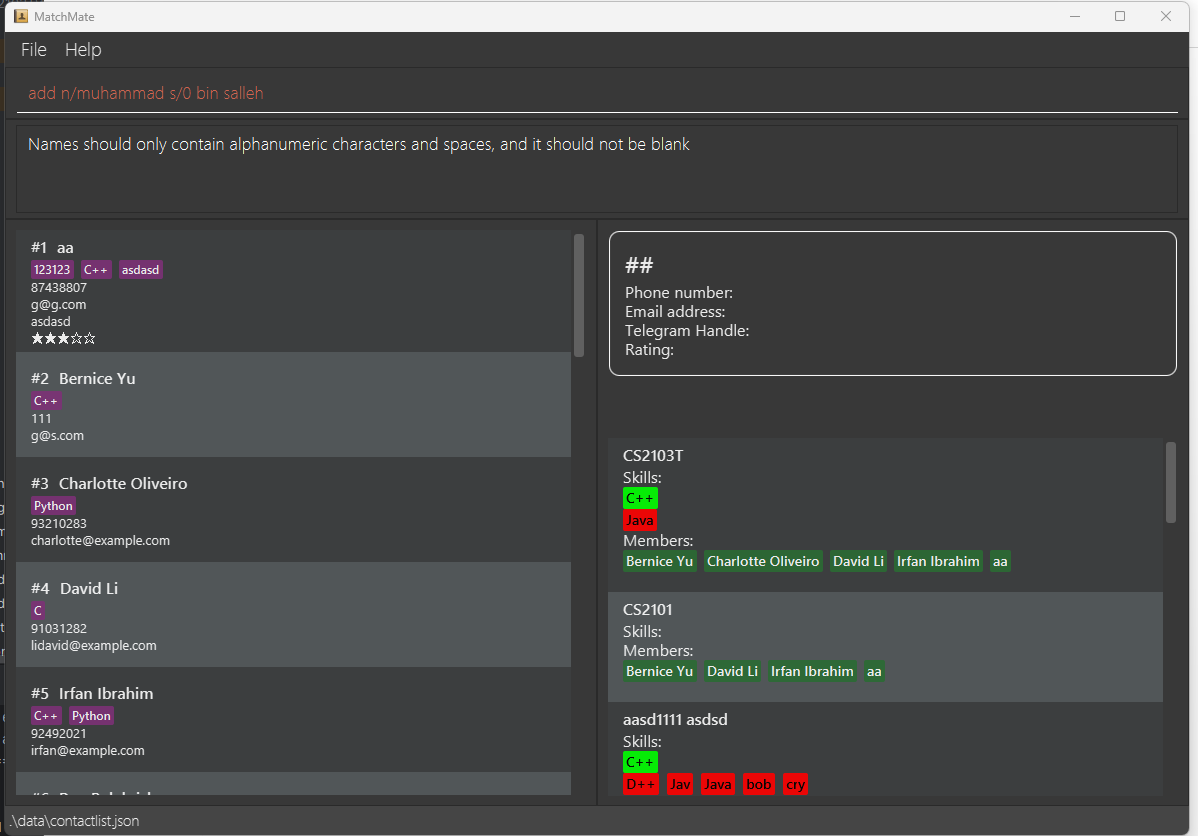 MatchMate
File Help
add n/muhammad s/0 bin salleh
Names should only contain alphanumeric characters and spaces, and it should not be blank
#1 aa
123123 C++ asdasd
87438807
g@g.com
asdasd
★★★☆☆
#2 Bernice Yu
C++
111
g@s.com
#3 Charlotte Oliveiro
Python
93210283
charlotte@example.com
#4 David Li
C
91031282
lidavid@example.com
#5 Irfan Ibrahim
C++ Python
92492021
irfan@example.com
##
Phone number:
Email address:
Telegram Handle:
Rating:
CS2103T
Skills:
C++
Java
Members:
Bernice Yu Charlotte Oliveiro David Li Irfan Ibrahim aa
CS2101
Skills:
Members:
Bernice Yu David Li Irfan Ibrahim aa
aasd1111 asdsd
Skills:
C++
D++ Jav Java bob cry
.\data\contactlist.json